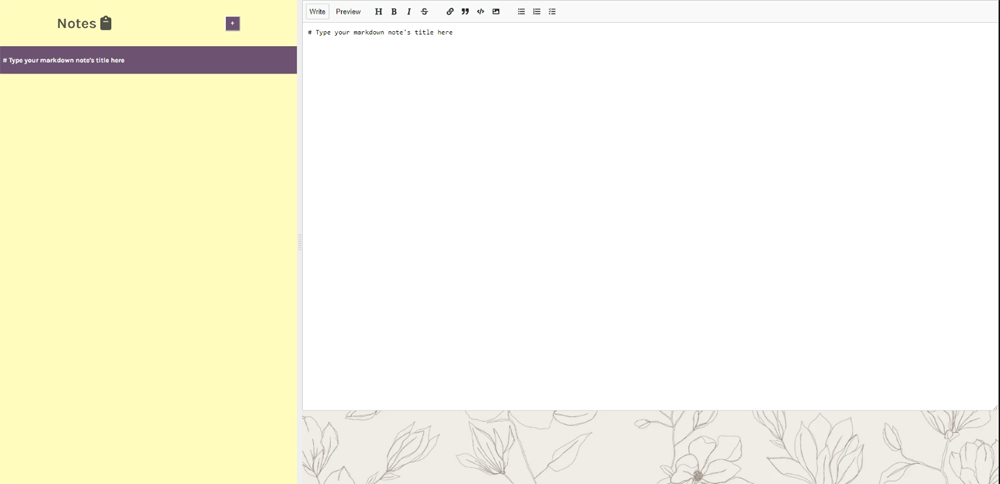 Notes
+
# Type your markdown note's title here
Write Preview H B I S
# Type your markdown note's title here